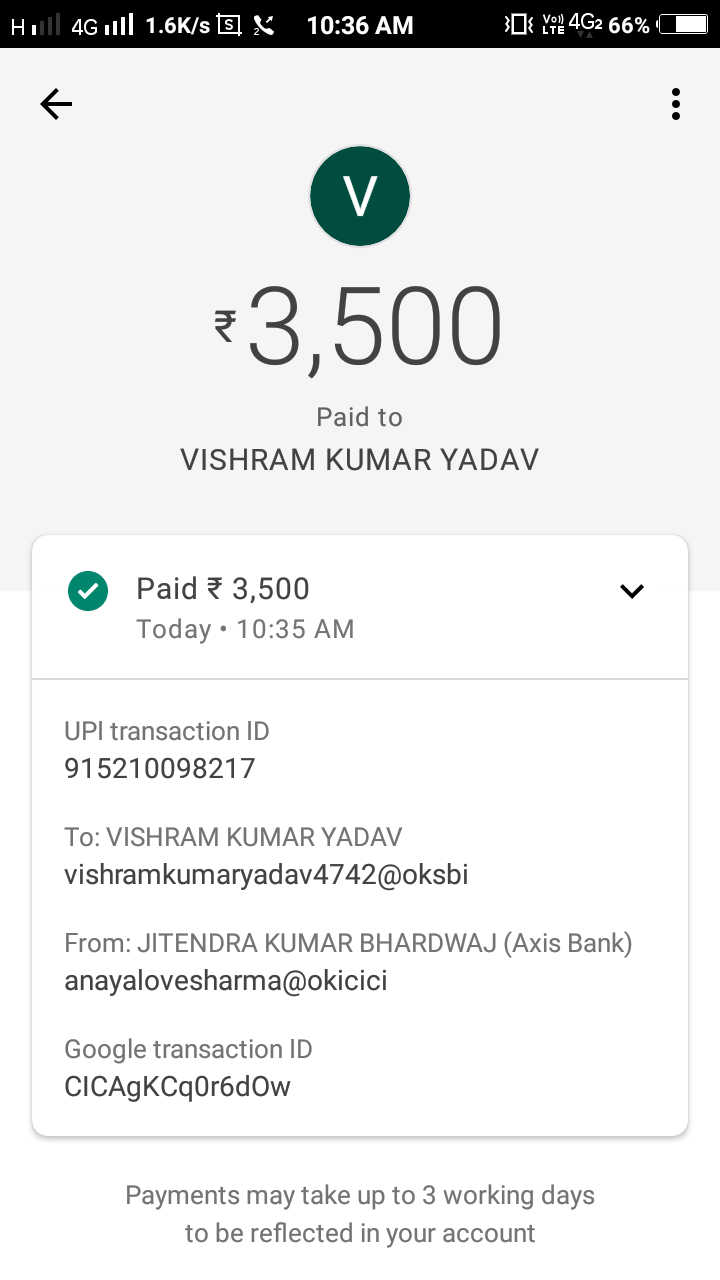 H 4G 1.6K/s S 2 10:36 AM Vo)) LTE 4G2 66%
V
₹3,500
Paid to
VISHRAM KUMAR YADAV
Paid ₹ 3,500
Today • 10:35 AM
UPI transaction ID
915210098217
To: VISHRAM KUMAR YADAV
vishramkumaryadav4742@oksbi
From: JITENDRA KUMAR BHARDWAJ (Axis Bank)
anayalovesharma@okicici
Google transaction ID
CICAgKCq0r6dOw
Payments may take up to 3 working days
to be reflected in your account